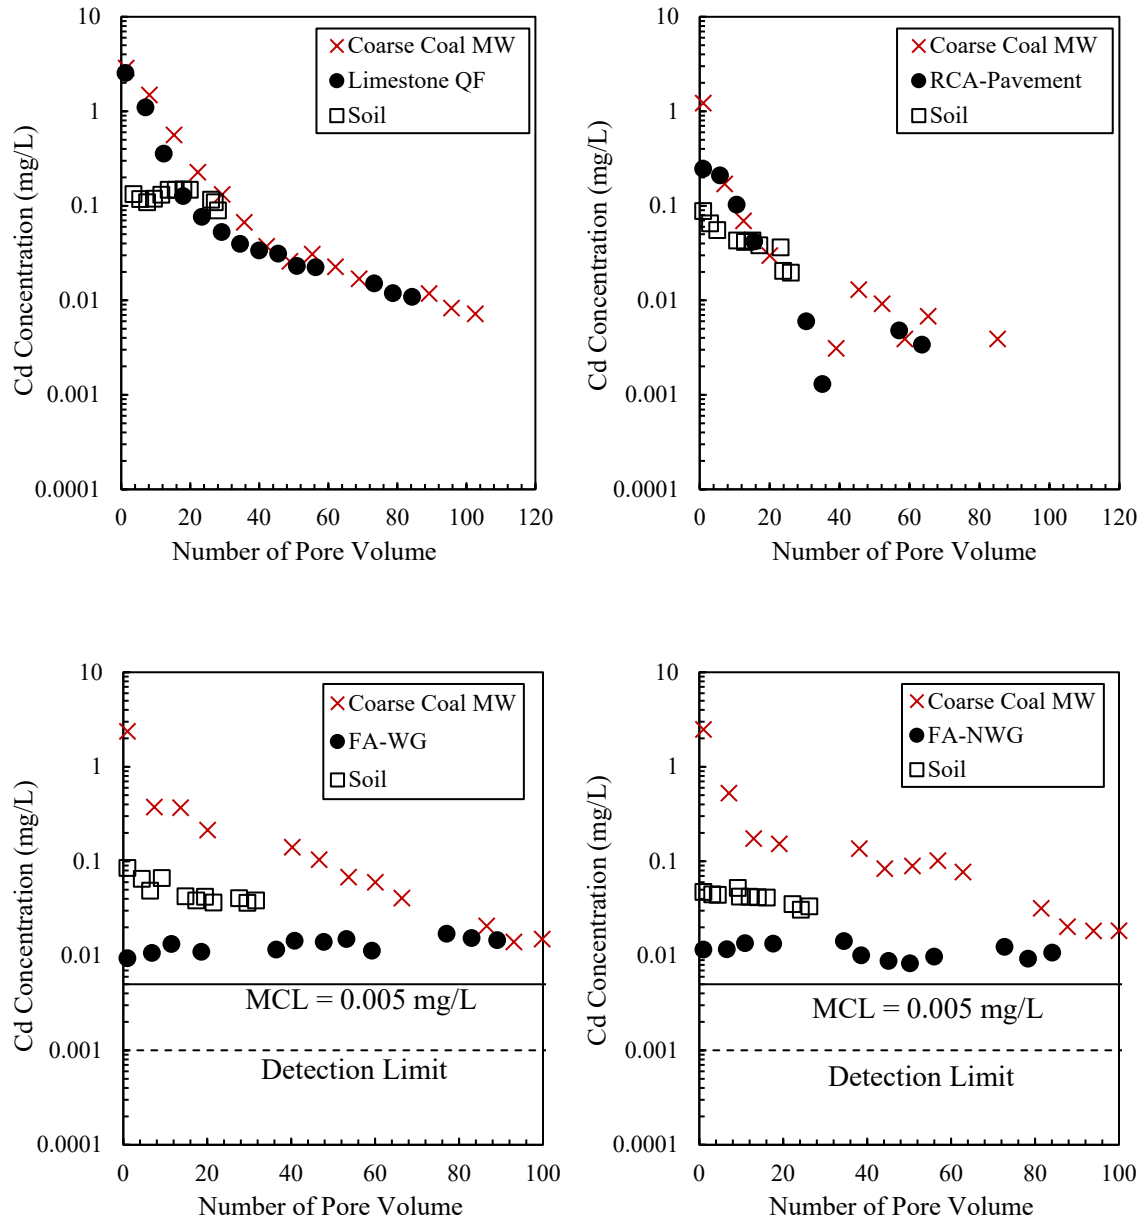 10
1
0.1
0.01
0.001
0.0001
Cd Concentration (mg/L)
Coarse Coal MW
Limestone QF
Soil
0 20 40 60 80 100 120
Number of Pore Volume
10
1
0.1
0.01
0.001
0.0001
Cd Concentration (mg/L)
Coarse Coal MW
RCA-Pavement
Soil
0 20 40 60 80 100 120
Number of Pore Volume
10
1
0.1
0.01
0.001
0.0001
Cd Concentration (mg/L)
Coarse Coal MW
FA-WG
Soil
MCL = 0.005 mg/L
Detection Limit
0 20 40 60 80 100
Number of Pore Volume
10
1
0.1
0.01
0.001
0.0001
Cd Concentration (mg/L)
Coarse Coal MW
FA-NWG
Soil
MCL = 0.005 mg/L
Detection Limit
0 20 40 60 80 100
Number of Pore Volume